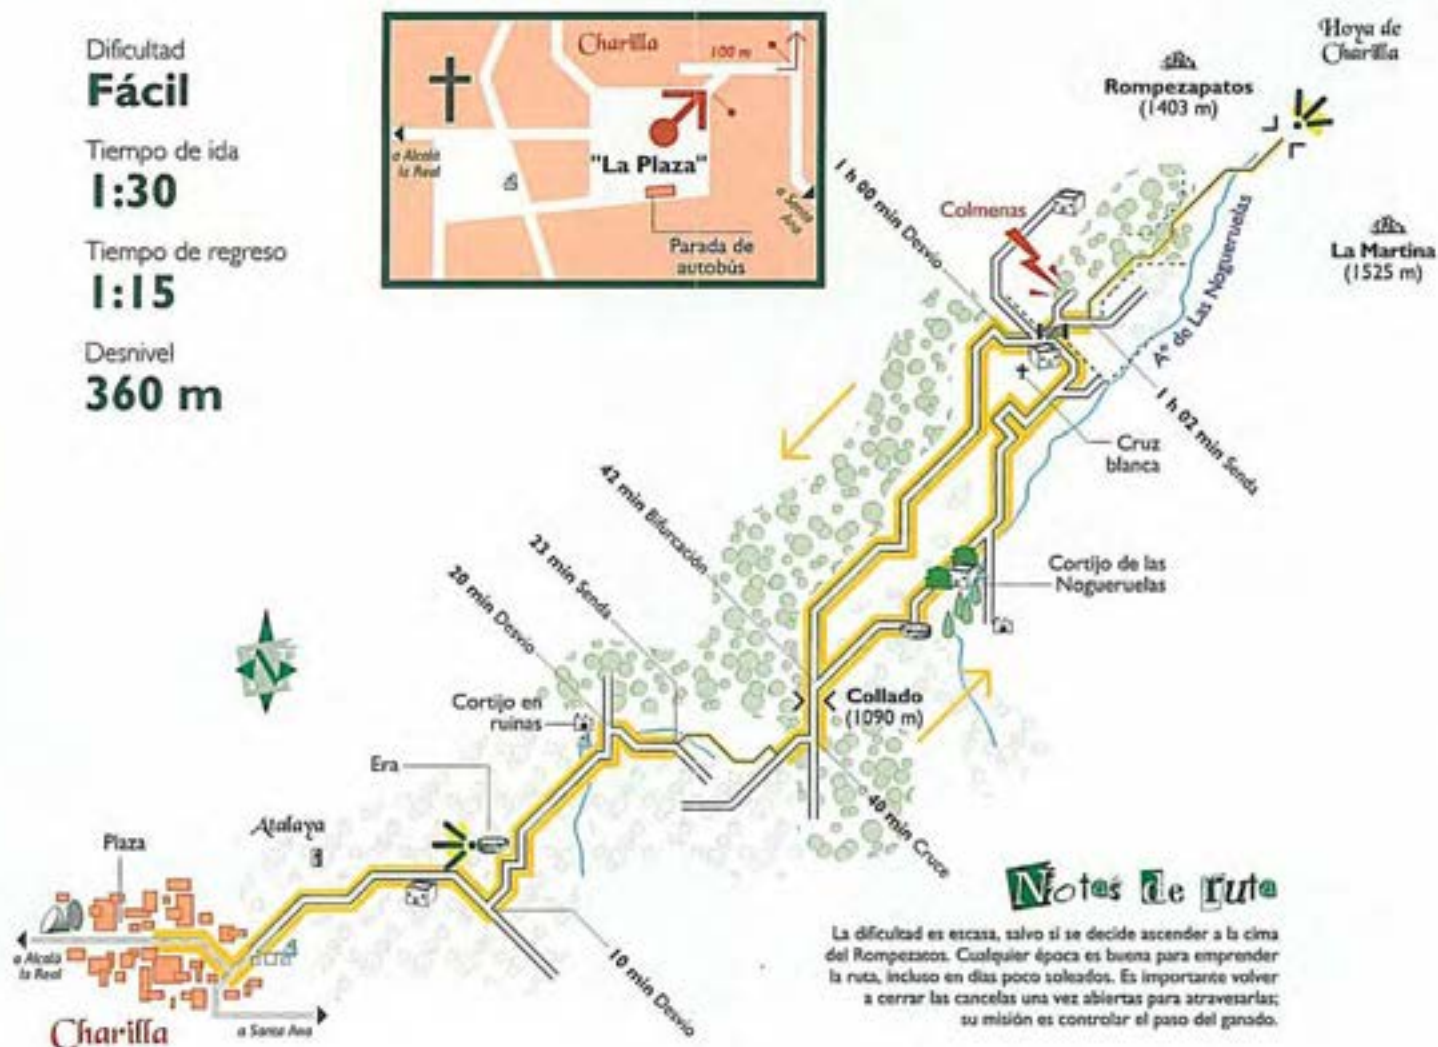 Dificultad
Fácil
Tiempo de ida
1:30
Tiempo de regreso
1:15
Desnivel
360 m
Charilla
100 m
a Alcalá
la Real
"La Plaza"
a Santa
Ana
Parada de
autobús
Hoya de
Charilla
Rompezapatos
(1403 m)
La Martina
(1525 m)
Colmenas
1 h 00 min Desvío
Aº de Las Nogueruelas
1 h 02 min Senda
Cruz
blanca
42 min Bifurcación
23 min Senda
20 min Desvío
Cortijo de las
Nogueruelas
Collado
(1090 m)
Cortijo en
ruinas
N
Era
Atalaya
Plaza
40 min Cruce
10 min Desvío
a Alcalá
la Real
a Santa Ana
Charilla
Notas de ruta
La dificultad es escasa, salvo si se decide ascender a la cima
del Rompezatos. Cualquier época es buena para emprender
la ruta, incluso en días poco soleados. Es importante volver
a cerrar las cancelas una vez abiertas para atravesarlas;
su misión es controlar el paso del ganado.